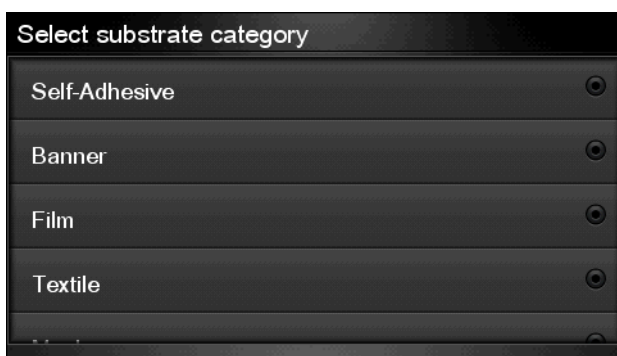 Select substrate category
Self-Adhesive
Banner
Film
Textile